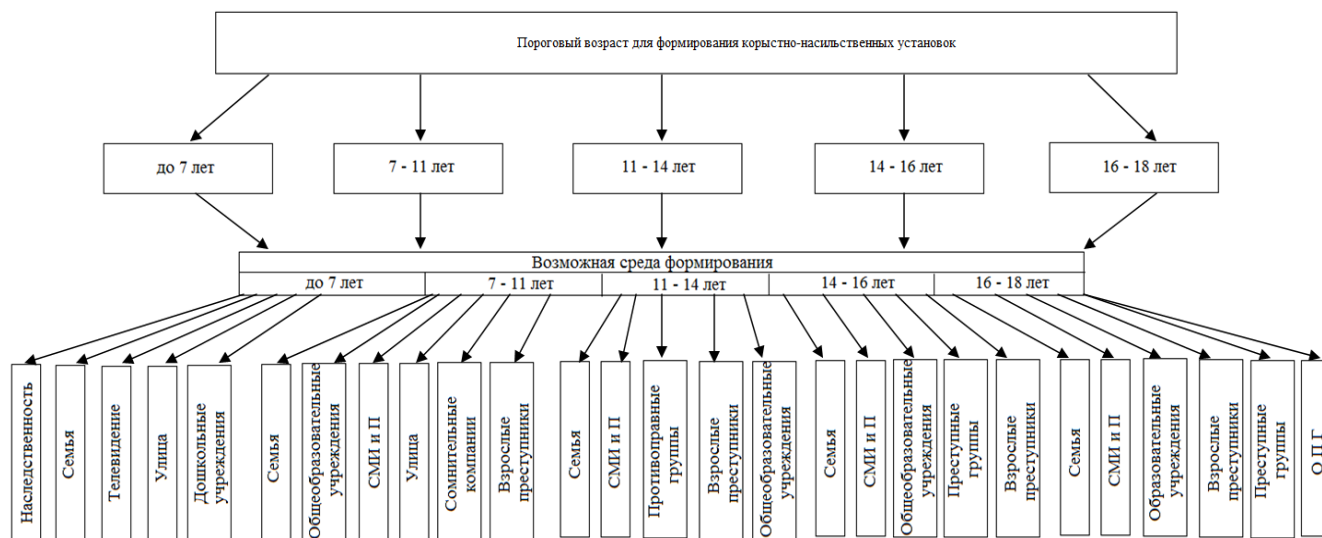 Пороговый возраст для формирования корыстно-насильственных установок
до 7 лет
7 - 11 лет
11 - 14 лет
14 - 16 лет
16 - 18 лет
Возможная среда формирования
до 7 лет
7 - 11 лет
11 - 14 лет
14 - 16 лет
16 - 18 лет
Наследственность
Семья
Телевидение
Улица
Дошкольные
учреждения
Семья
Общеобразовательные
учреждения
СМИ и П
Улица
Сомнительные
компании
Взрослые
преступники
Семья
СМИ и П
Противоправные
группы
Взрослые
преступники
Общеобразовательные
учреждения
Семья
СМИ и П
Общеобразовательные
учреждения
Преступные
группы
Взрослые
преступники
Семья
СМИ и П
Образовательные
учреждения
Взрослые
преступники
Преступные
группы
О П Г